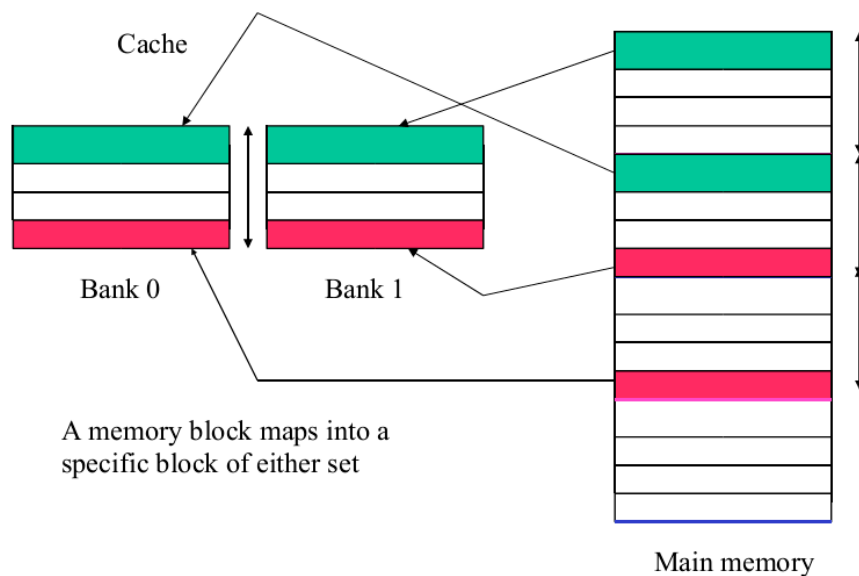 Cache
Bank 0
Bank 1
A memory block maps into a
specific block of either set
Main memory